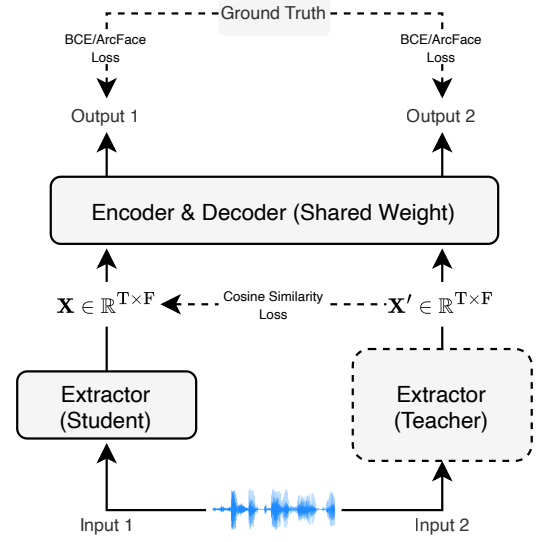 Ground Truth
BCE/ArcFace
Loss
BCE/ArcFace
Loss
Output 1
Output 2
Encoder & Decoder (Shared Weight)
𝐗 ∈ ℝ^{T×F}
Cosine Similarity
Loss
𝐗′ ∈ ℝ^{T×F}
Extractor
(Student)
Extractor
(Teacher)
Input 1
Input 2